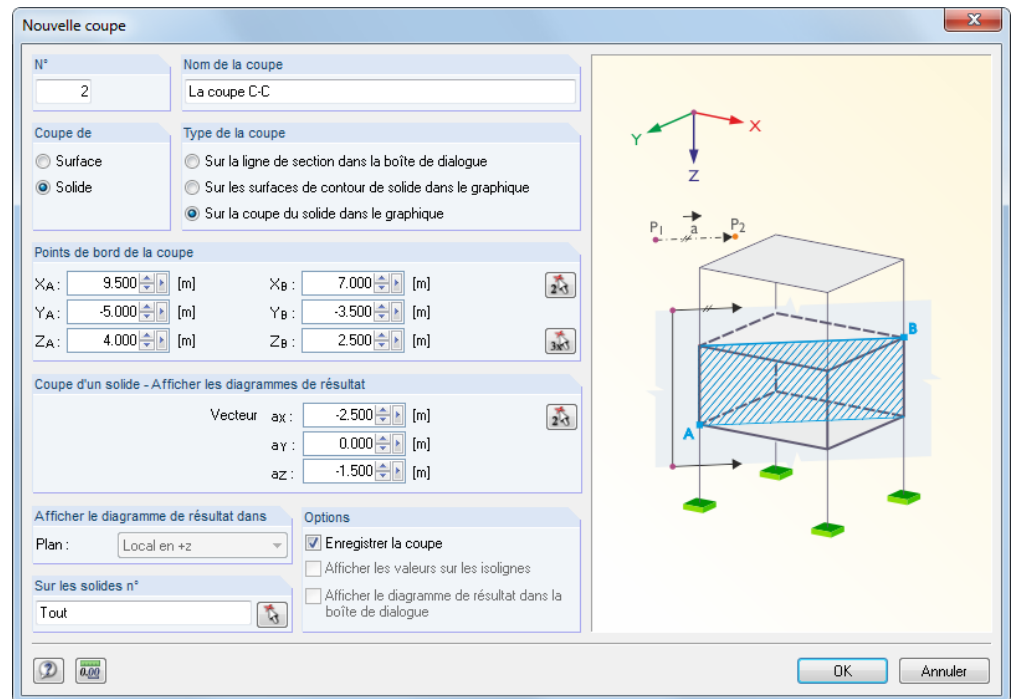 Nouvelle coupe
N°
2
Nom de la coupe
La coupe C-C
Coupe de
Surface
Solide
Type de la coupe
Sur la ligne de section dans la boîte de dialogue
Sur les surfaces de contour de solide dans le graphique
Sur la coupe du solide dans le graphique
Points de bord de la coupe
XA : 9.500 [m] XB : 7.000 [m]
YA : -5.000 [m] YB : -3.500 [m]
ZA : 4.000 [m] ZB : 2.500 [m]
Coupe d'un solide - Afficher les diagrammes de résultat
Vecteur aX : -2.500 [m]
aY : 0.000 [m]
aZ : -1.500 [m]
Afficher le diagramme de résultat dans
Plan : Local en +z
Sur les solides n°
Tout
Options
Enregistrer la coupe
Afficher les valeurs sur les isolignes
Afficher le diagramme de résultat dans la
boîte de dialogue
Y X
Z
P1 a P2
B
A
0.00
OK Annuler